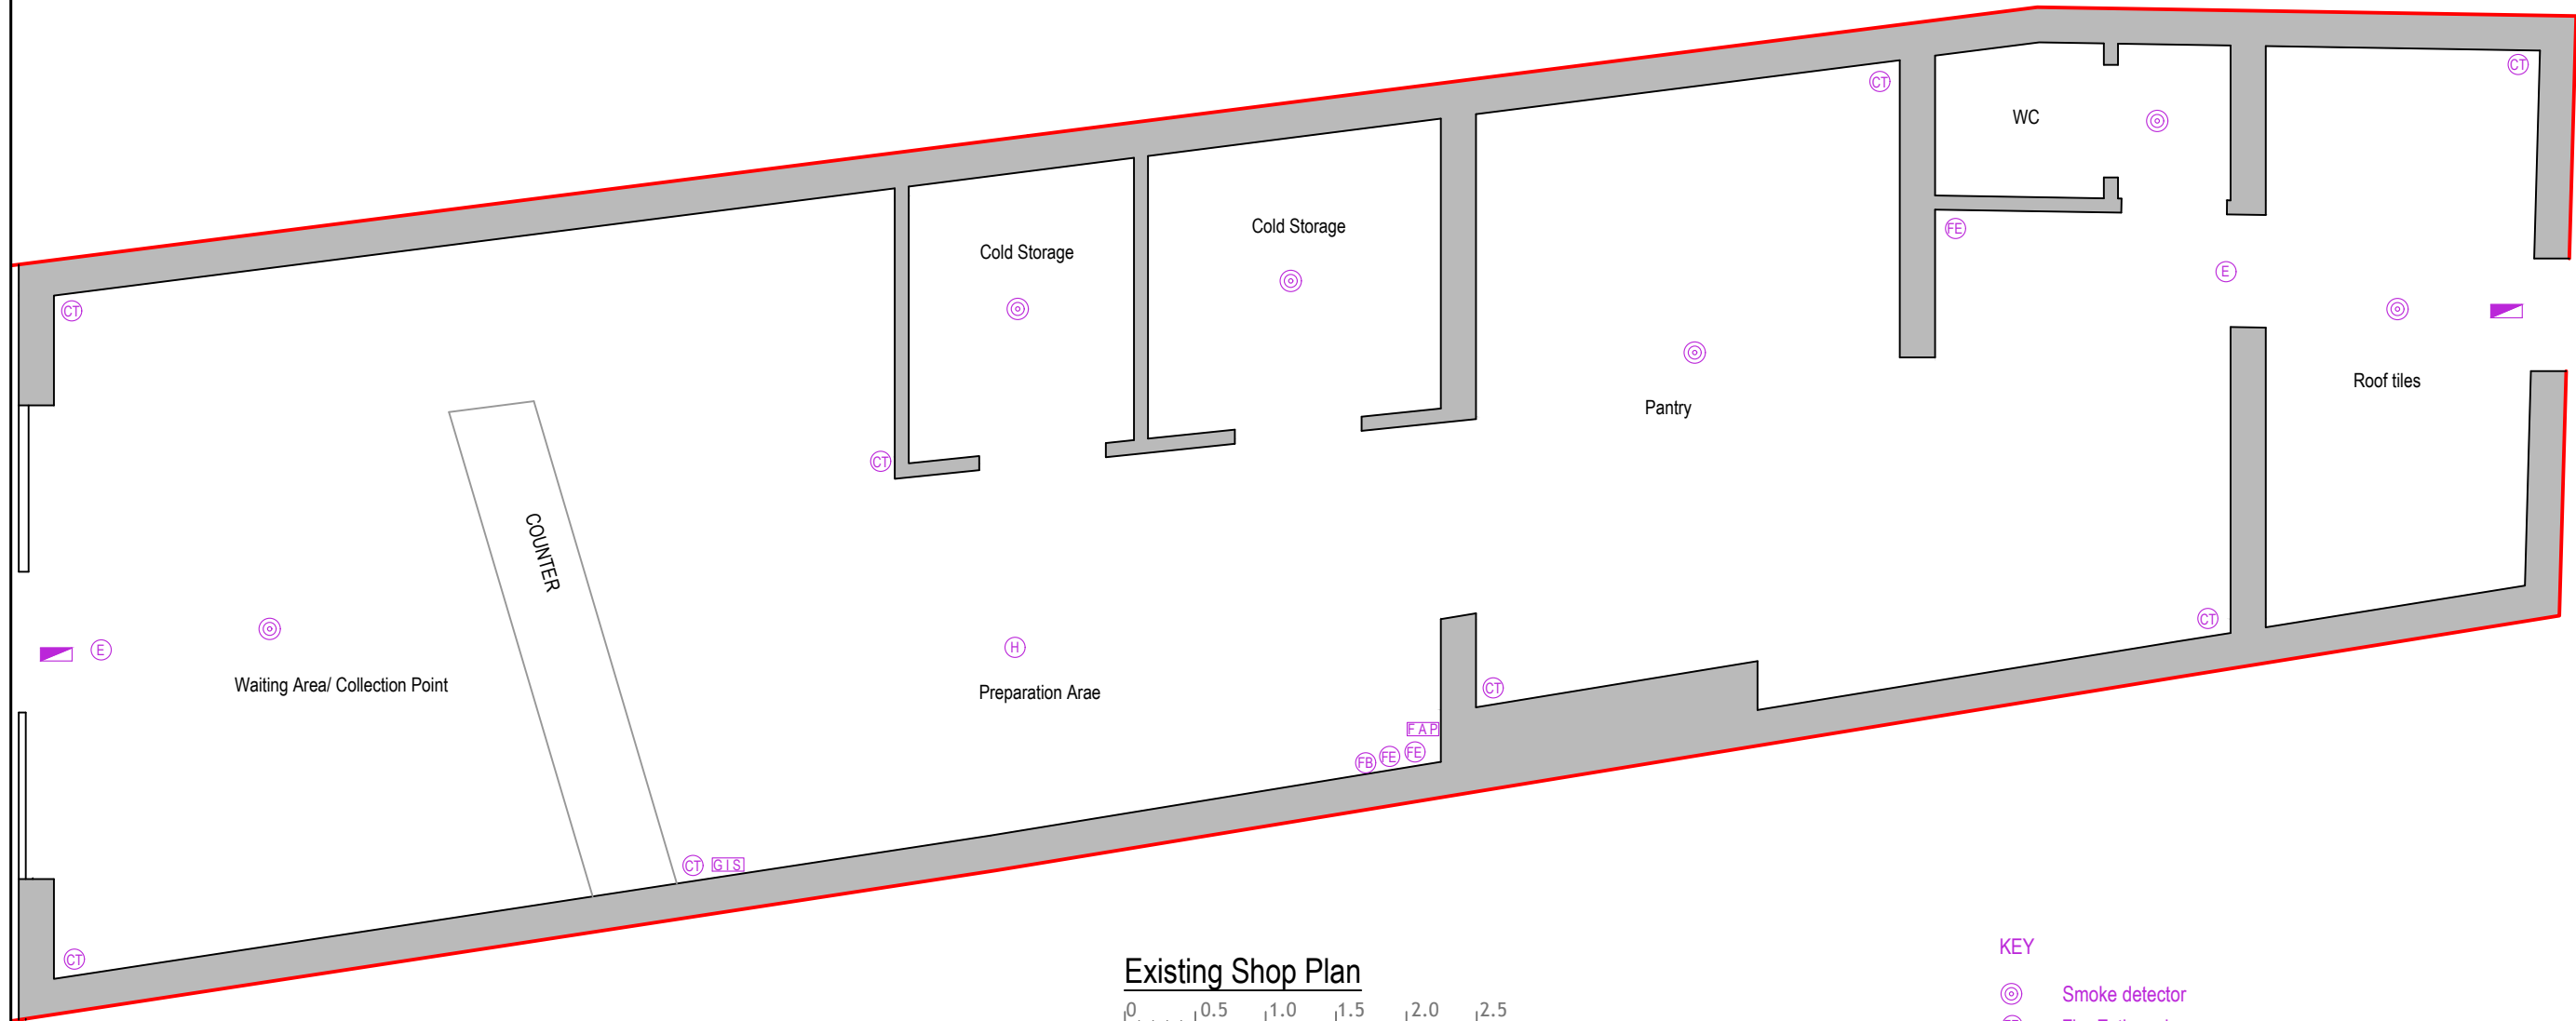 CT
WC
CT
Cold Storage
FE
Cold Storage
E
CT
Roof tiles
Pantry
CT
COUNTER
CT
H
E
Waiting Area/ Collection Point
Preparation Arae
CT
FAP
FB FE FE
CT GIS
CT
KEY
Existing Shop Plan
Smoke detector
0 0.5 1.0 1.5 2.0 2.5